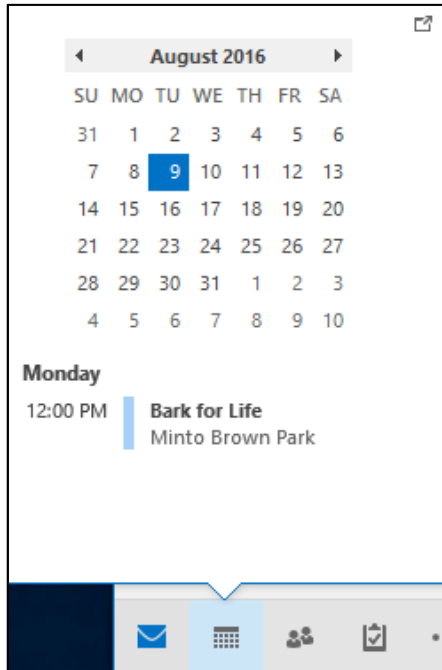 August 2016
SU MO TU WE TH FR SA
31 1 2 3 4 5 6
7 8 9 10 11 12 13
14 15 16 17 18 19 20
21 22 23 24 25 26 27
28 29 30 31 1 2 3
4 5 6 7 8 9 10
Monday
12:00 PM Bark for Life
Minto Brown Park